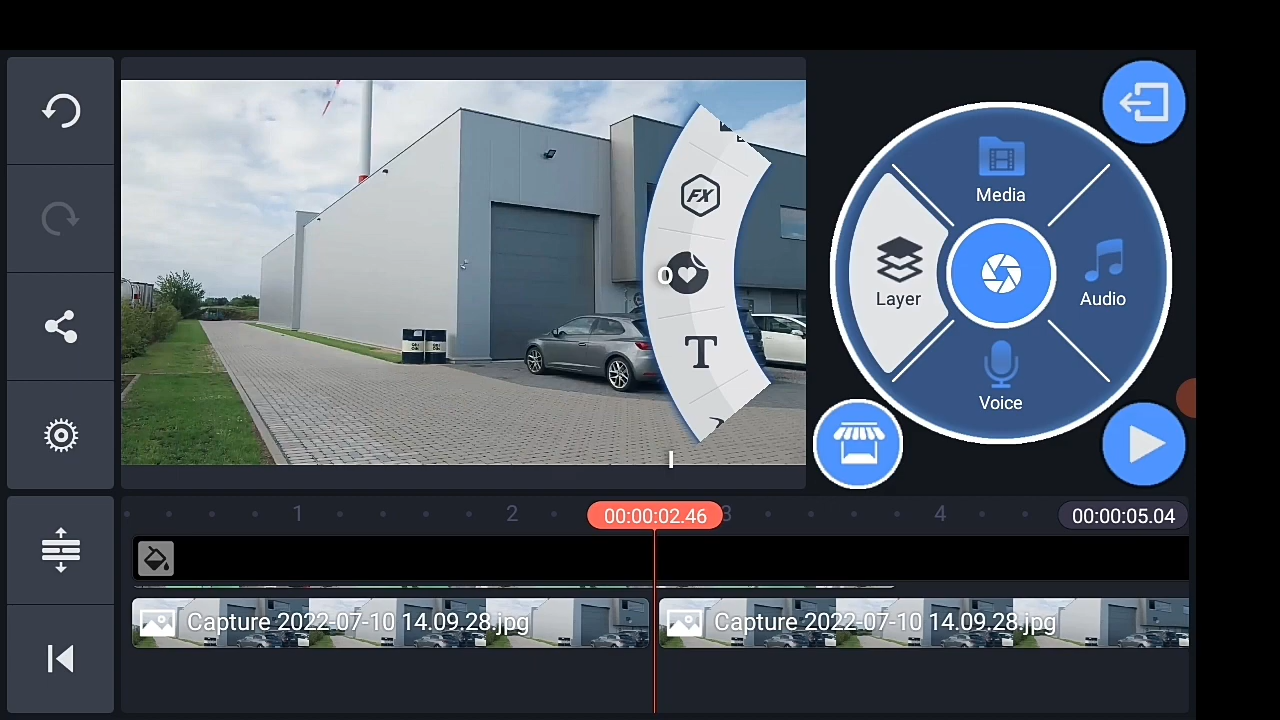 Media
FX
Layer
Audio
T
Voice
1
2
00:00:02.46
3
4
00:00:05.04
Capture 2022-07-10 14.09.28.jpg
Capture 2022-07-10 14.09.28.jpg